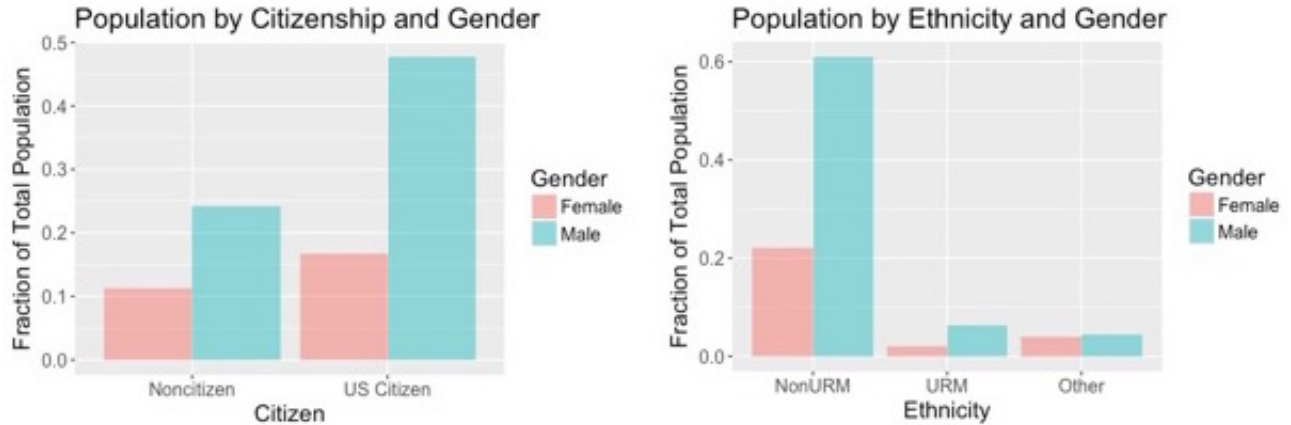 Population by Citizenship and Gender
Fraction of Total Population
0.5
0.4
0.3
0.2
0.1
0.0
Noncitizen
US Citizen
Citizen
Gender
Female
Male
Population by Ethnicity and Gender
Fraction of Total Population
0.6
0.4
0.2
0.0
NonURM
URM
Other
Ethnicity
Gender
Female
Male